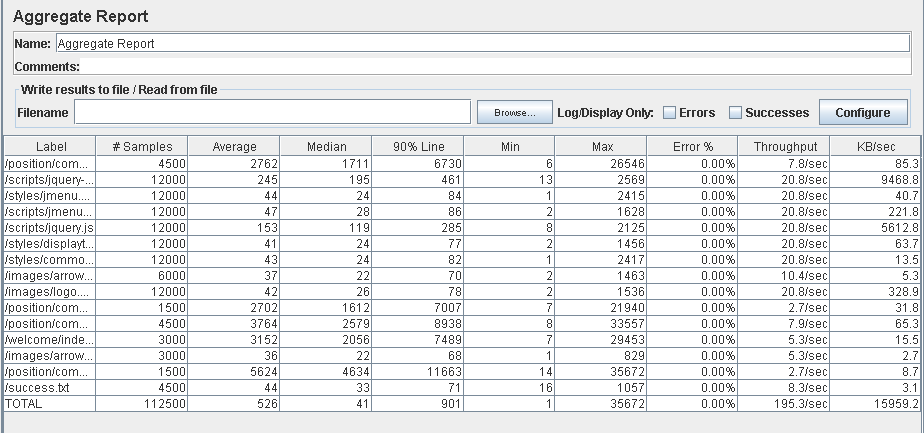 Aggregate Report
Name: Aggregate Report
Comments:
Write results to file / Read from file
Filename Browse... Log/Display Only: Errors Successes Configure
Label # Samples Average Median 90% Line Min Max Error % Throughput KB/sec
/position/com... 4500 2762 1711 6730 6 26546 0.00% 7.8/sec 85.3
/scripts/jquery-... 12000 245 195 461 13 2569 0.00% 20.8/sec 9468.8
/styles/jmenu.... 12000 44 24 84 1 2415 0.00% 20.8/sec 40.7
/scripts/jmenu... 12000 47 28 86 2 1628 0.00% 20.8/sec 221.8
/scripts/jquery.js 12000 153 119 285 8 2125 0.00% 20.8/sec 5612.8
/styles/displayt... 12000 41 24 77 2 1456 0.00% 20.8/sec 63.7
/styles/commo... 12000 43 24 82 1 2417 0.00% 20.8/sec 13.5
/images/arrow... 6000 37 22 70 2 1463 0.00% 10.4/sec 5.3
/images/logo.... 12000 42 26 78 2 1536 0.00% 20.8/sec 328.9
/position/com... 1500 2702 1612 7007 7 21940 0.00% 2.7/sec 31.8
/position/com... 4500 3764 2579 8938 8 33557 0.00% 7.9/sec 65.3
/welcome/inde... 3000 3152 2056 7489 7 29453 0.00% 5.3/sec 15.5
/images/arrow... 3000 36 22 68 1 829 0.00% 5.3/sec 2.7
/position/com... 1500 5624 4634 11663 14 35672 0.00% 2.7/sec 8.7
/success.txt 4500 44 33 71 16 1057 0.00% 8.3/sec 3.1
TOTAL 112500 526 41 901 1 35672 0.00% 195.3/sec 15959.2